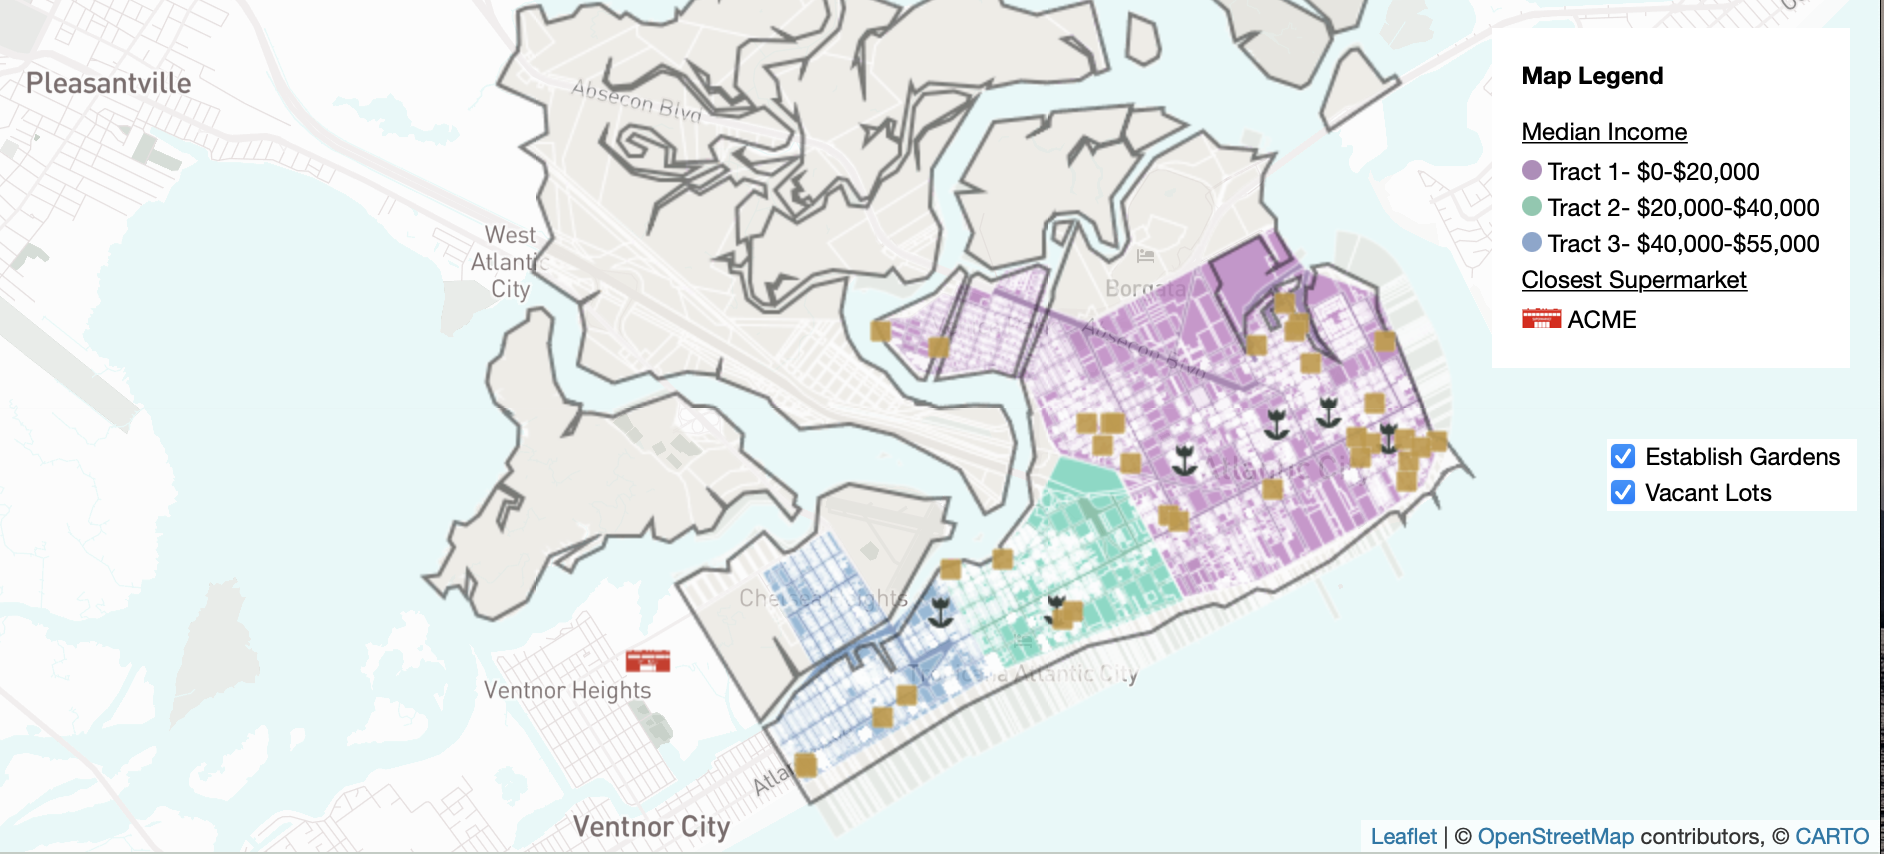 Pleasantville
Absecon Blvd
West
Atlantic
City
Borgata
Absecon Blvd
Atlantic City
Chelsea Heights
Ventnor Heights
Atlantic City
Ventnor City
Map Legend
Median Income
Tract 1- $0-$20,000
Tract 2- $20,000-$40,000
Tract 3- $40,000-$55,000
Closest Supermarket
ACME
Establish Gardens
Vacant Lots
Leaflet | © OpenStreetMap contributors, © CARTO